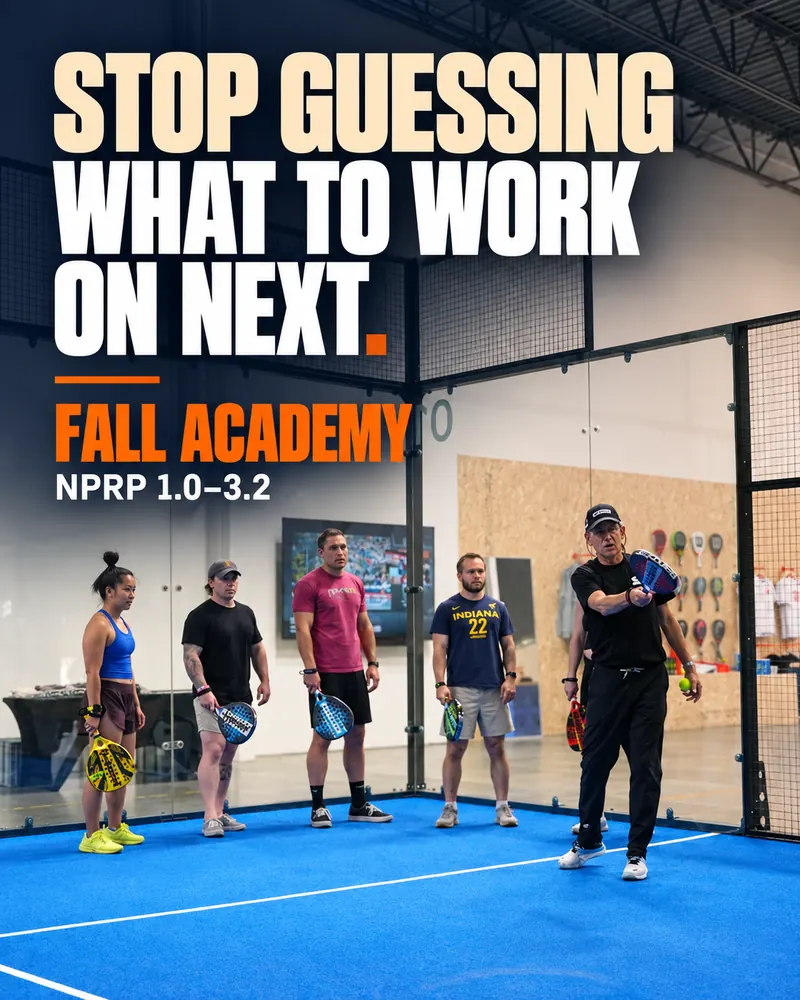 STOP GUESSING
WHAT TO WORK
ON NEXT.
FALL ACADEMY
NPRP 1.0–3.2
INDIANA
22